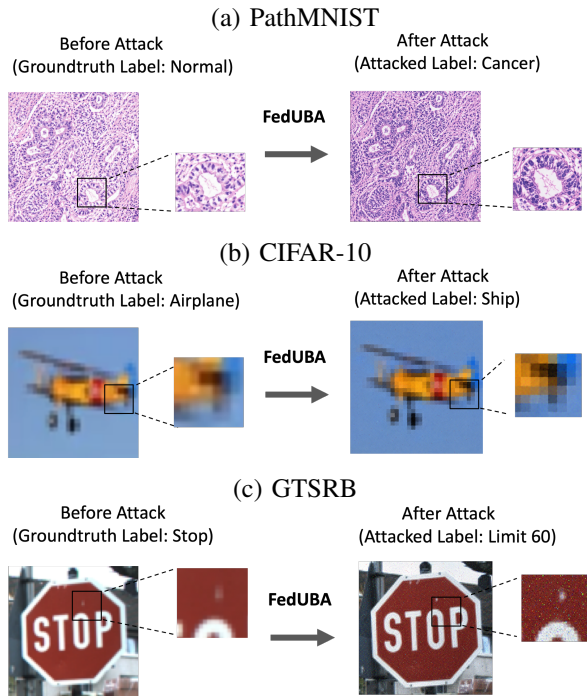 (a) PathMNIST
Before Attack
(Groundtruth Label: Normal)
After Attack
(Attacked Label: Cancer)
FedUBA
(b) CIFAR-10
Before Attack
(Groundtruth Label: Airplane)
After Attack
(Attacked Label: Ship)
FedUBA
(c) GTSRB
Before Attack
(Groundtruth Label: Stop)
After Attack
(Attacked Label: Limit 60)
FedUBA
STOP
STOP